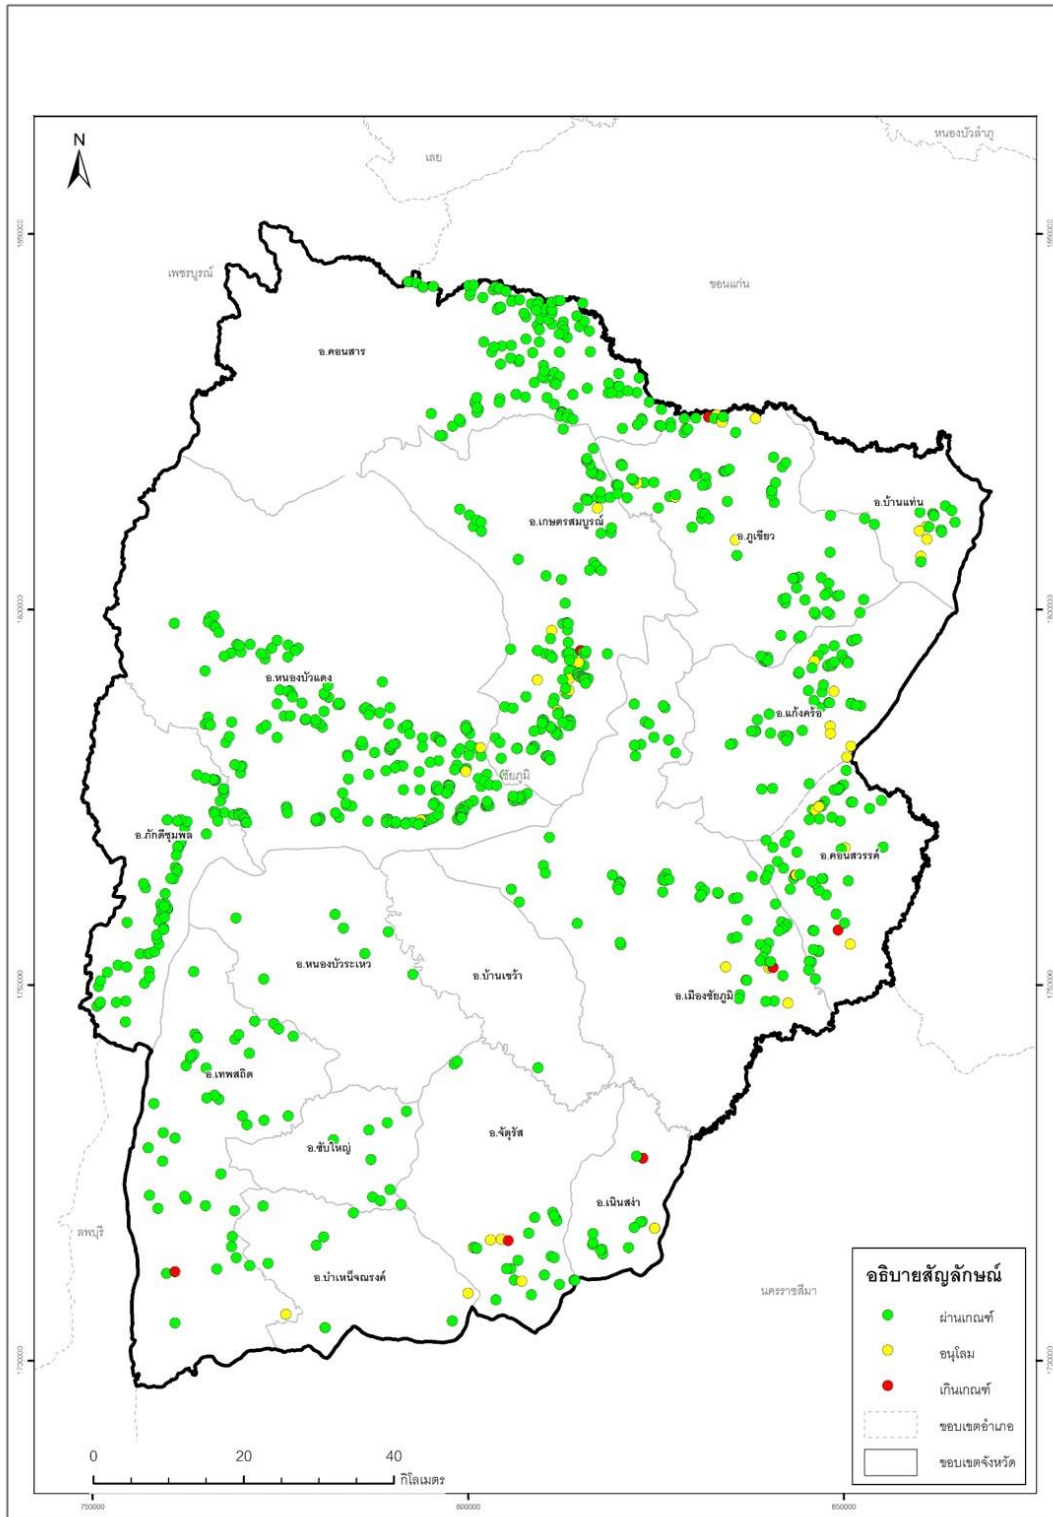 N
หนองบัวลำภู
เลย
เพชรบูรณ์
ขอนแก่น
อ.คอนสาร
อ.บ้านแท่น
อ.เกษตรสมบูรณ์
อ.ภูเขียว
อ.หนองบัวแดง
อ.แก้งคร้อ
ชัยภูมิ
อ.ภักดีชุมพล
อ.คอนสวรรค์
อ.หนองบัวระเหว
อ.บ้านเขว้า
อ.เมืองชัยภูมิ
อ.เทพสถิต
อ.จัตุรัส
อ.ซับใหญ่
อ.เนินสง่า
ลพบุรี
อ.บำเหน็จณรงค์
นครราชสีมา
อธิบายสัญลักษณ์
ผ่านเกณฑ์
อนุโลม
เกินเกณฑ์
ขอบเขตอำเภอ
ขอบเขตจังหวัด
0 20 40
กิโลเมตร
750000 800000 850000
1800000 1800000
1750000 1750000